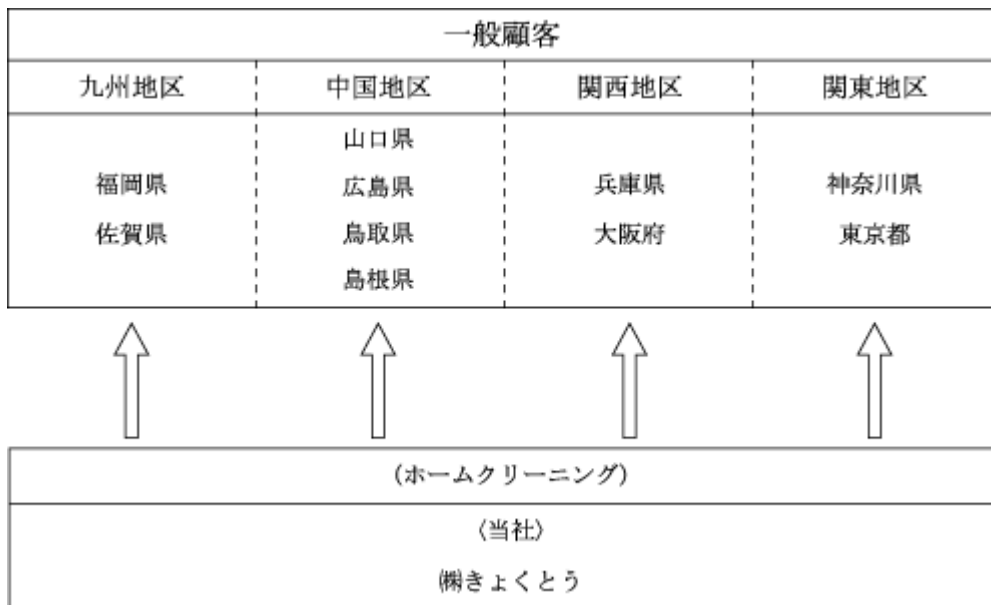 一般顧客
九州地区 中国地区 関西地区 関東地区
山口県
福岡県 広島県 兵庫県 神奈川県
佐賀県 鳥取県 大阪府 東京都
島根県
(ホームクリーニング)
〈当社〉
㈱きょくとう